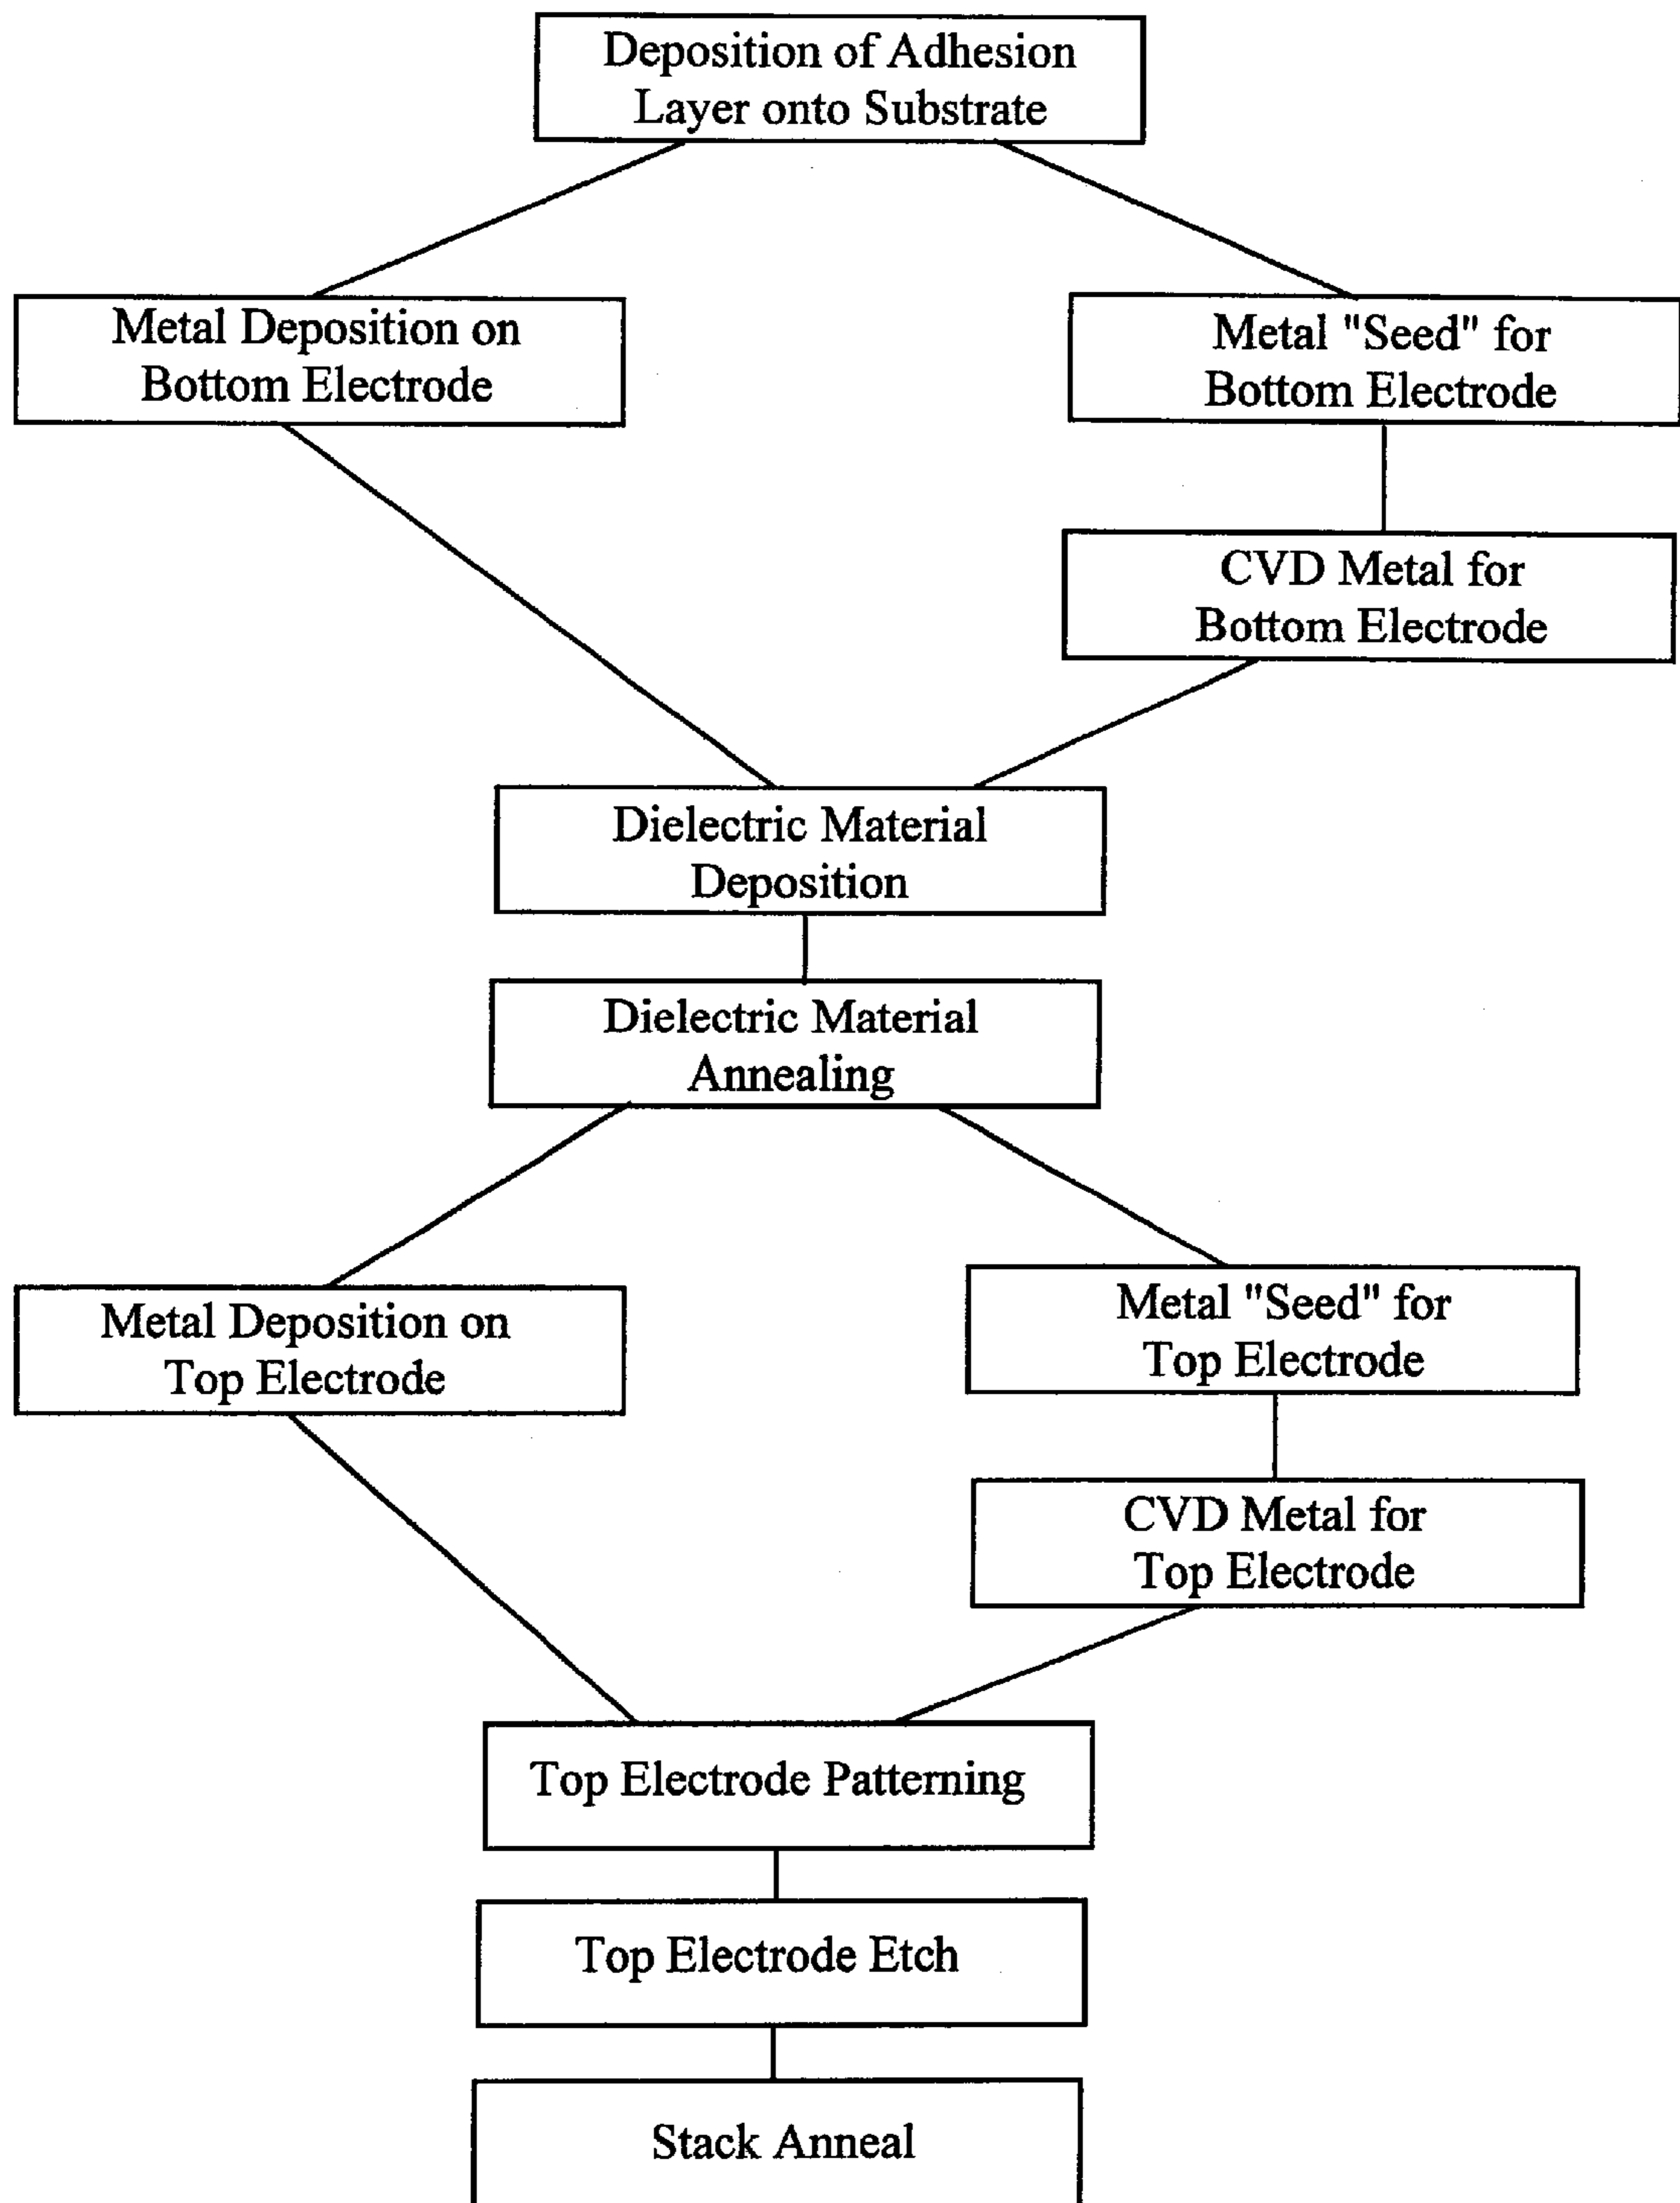 Deposition of Adhesion
Layer onto Substrate
Metal Deposition on
Bottom Electrode
Metal "Seed" for
Bottom Electrode
CVD Metal for
Bottom Electrode
Dielectric Material
Deposition
Dielectric Material
Annealing
Metal Deposition on
Top Electrode
Metal "Seed" for
Top Electrode
CVD Metal for
Top Electrode
Top Electrode Patterning
Top Electrode Etch
Stack Anneal